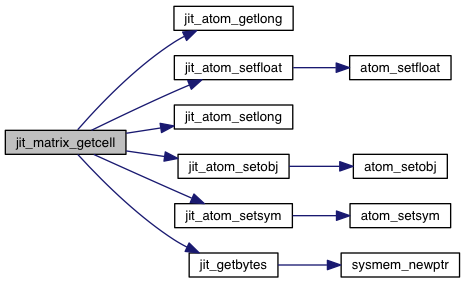 jit_atom_getlong
jit_atom_setfloat
atom_setfloat
jit_atom_setlong
jit_matrix_getcell
jit_atom_setobj
atom_setobj
jit_atom_setsym
atom_setsym
jit_getbytes
sysmem_newptr